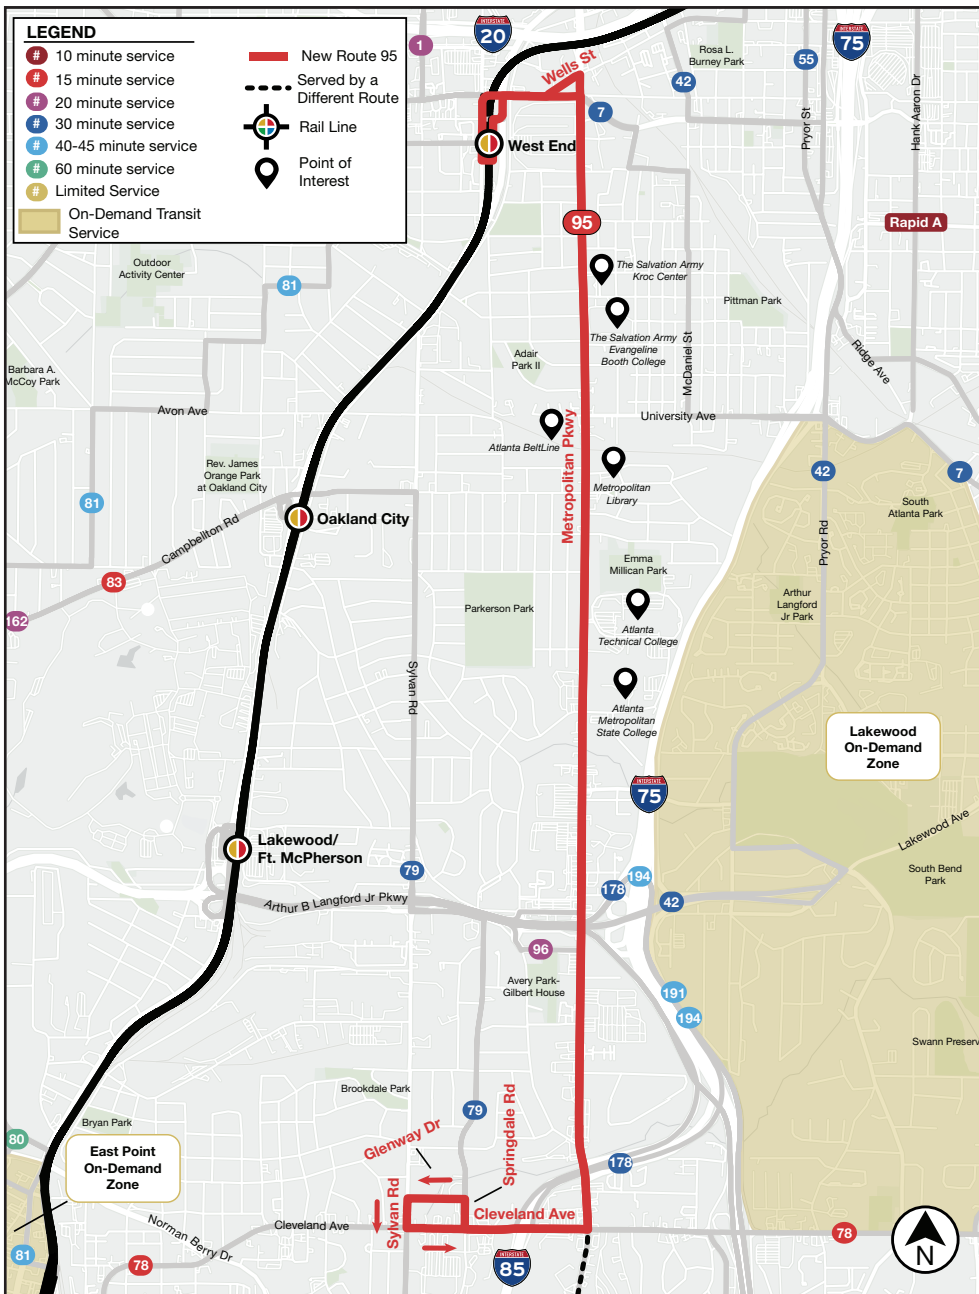 LEGEND
# 10 minute service
# 15 minute service
# 20 minute service
# 30 minute service
# 40-45 minute service
# 60 minute service
# Limited Service
On-Demand Transit
Service
New Route 95
Served by a
Different Route
Rail Line
Point of
Interest
1
INTERSTATE
20
Wells St
Rosa L.
Burney Park
42
55
INTERSTATE
75
Pryor St
Hank Aaron Dr
7
West End
95
Rapid A
Outdoor
Activity Center
81
The Salvation Army
Kroc Center
Pittman Park
The Salvation Army
Evangeline
Booth College
McDaniel St
Ridge Ave
Adair
Park II
Barbara A.
McCoy Park
Avon Ave
University Ave
Atlanta BeltLine
Metropolitan Pkwy
Rev. James
Orange Park
at Oakland City
Metropolitan
Library
42
7
81
South
Atlanta Park
Oakland City
Campbellton Rd
Pryor Rd
Emma
Millican Park
83
Arthur
Langford
Jr Park
162
Parkerson Park
Atlanta
Technical College
Sylvan Rd
Atlanta
Metropolitan
State College
Lakewood
On-Demand
Zone
INTERSTATE
75
Lakewood/
Ft. McPherson
Lakewood Ave
79
178
194
South Bend
Park
Arthur B Langford Jr Pkwy
42
96
Avery Park-
Gilbert House
191
194
Swann Preserv
Brookdale Park
79
Bryan Park
80
Glenway Dr
Springdale Rd
East Point
On-Demand
Zone
178
Sylvan Rd
Cleveland Ave
Cleveland Ave
Norman Berry Dr
78
81
78
INTERSTATE
85
N